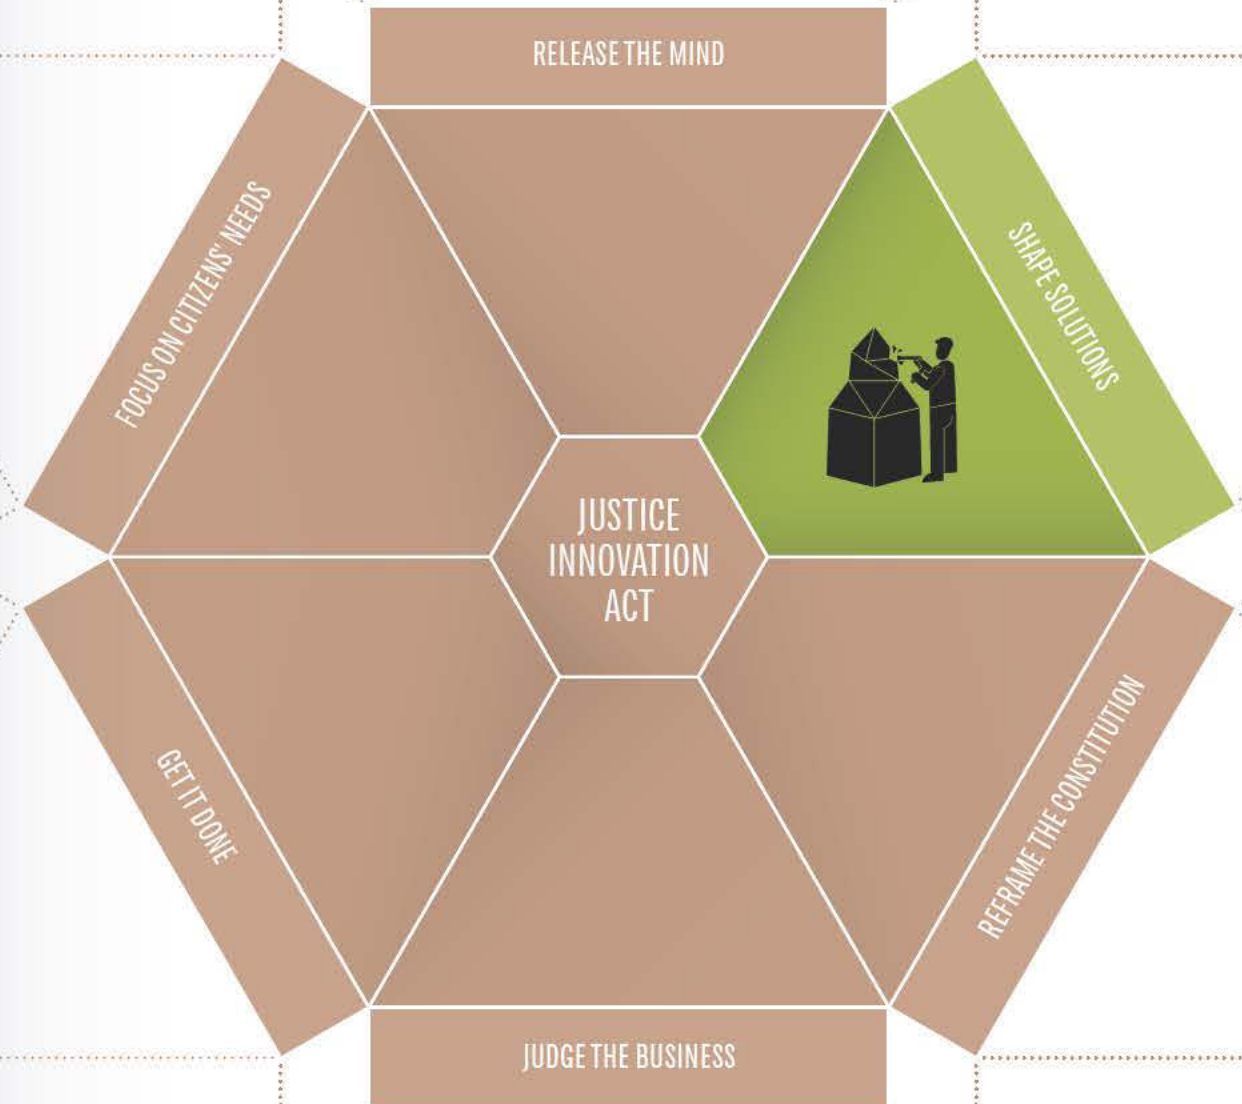 RELEASE THE MIND
FOCUS ON CITIZENS' NEEDS
SHAPE SOLUTIONS
JUSTICE
INNOVATION
ACT
GET IT DONE
REFRAME THE CONSTITUTION
JUDGE THE BUSINESS